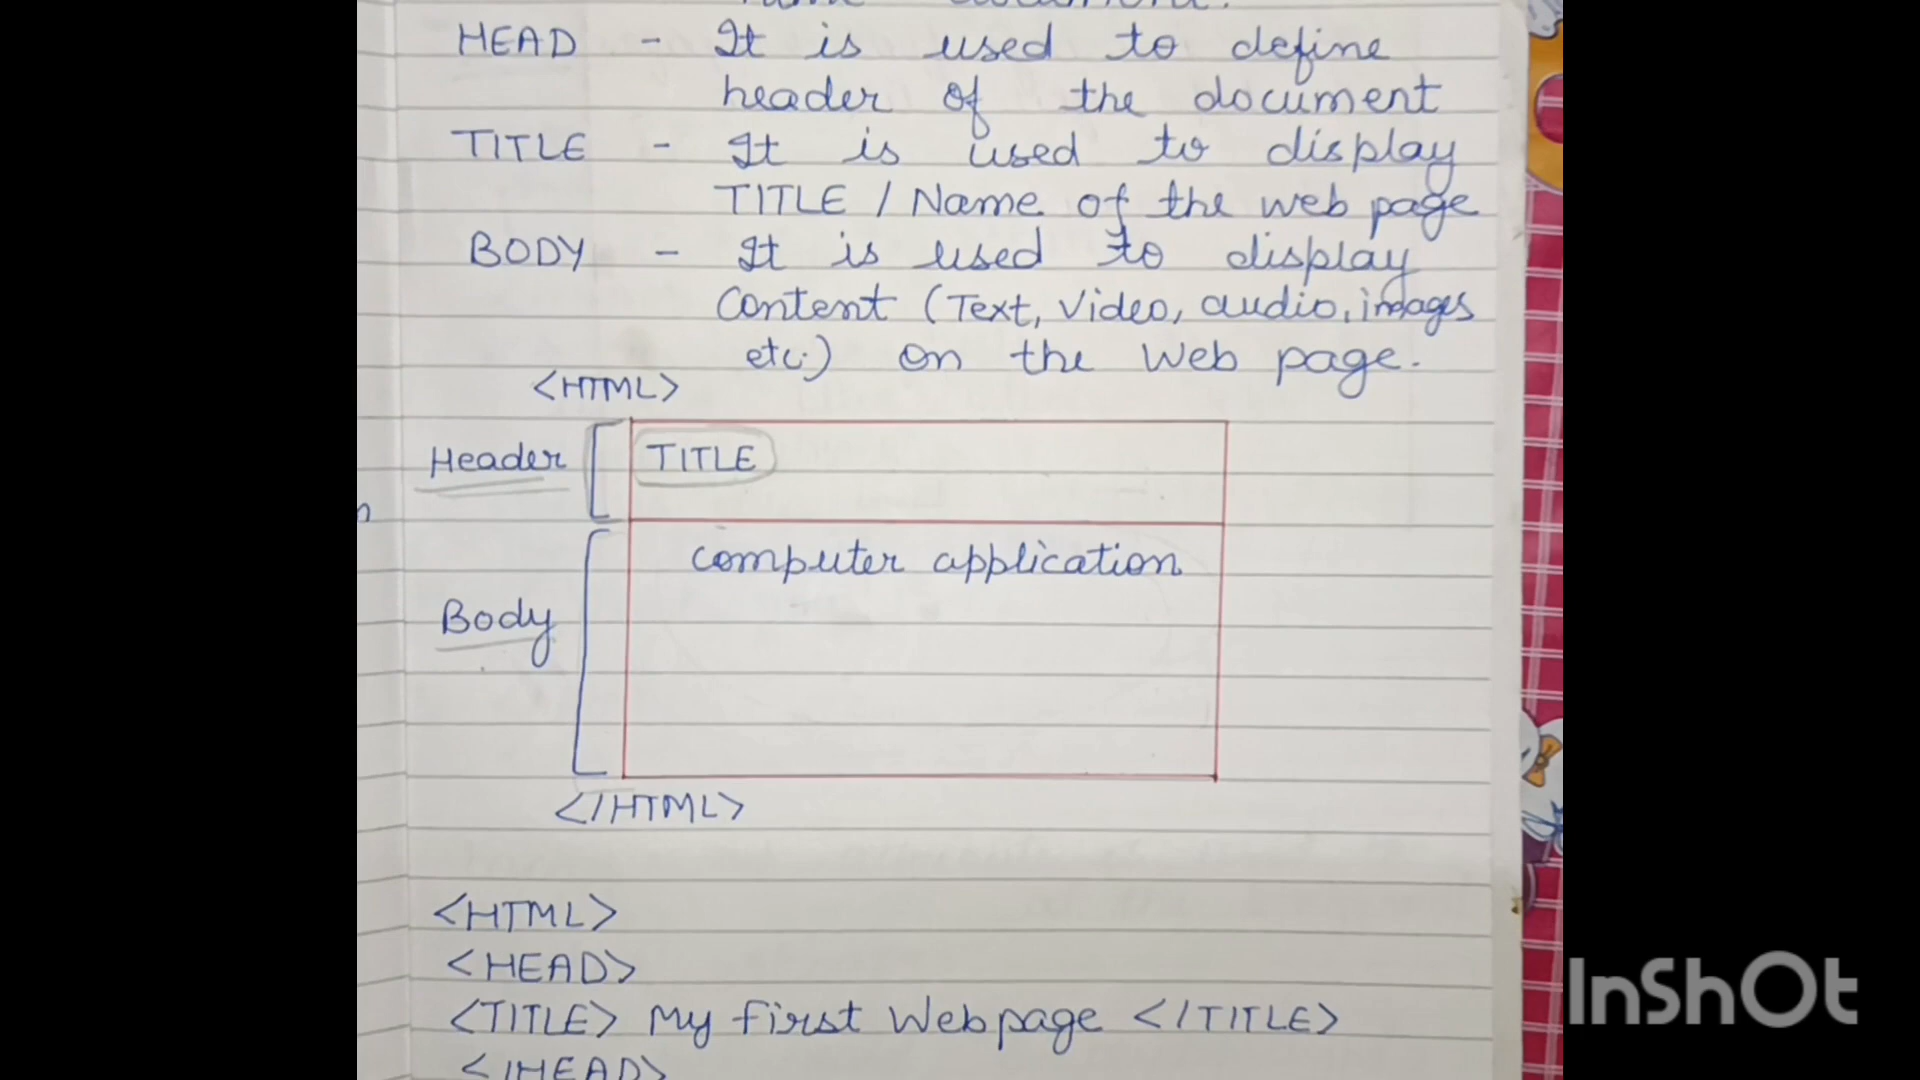 HEAD - It is used to define
header of the document
TITLE - It is used to display
TITLE / Name of the web page
BODY - It is used to display
Content (Text, Video, audio, images
etc.) on the Web page.
<HTML>
Header TITLE
computer application
Body
</HTML>
<HTML>
<HEAD>
<TITLE> My first Webpage </TITLE>
</HEAD>
InShOt